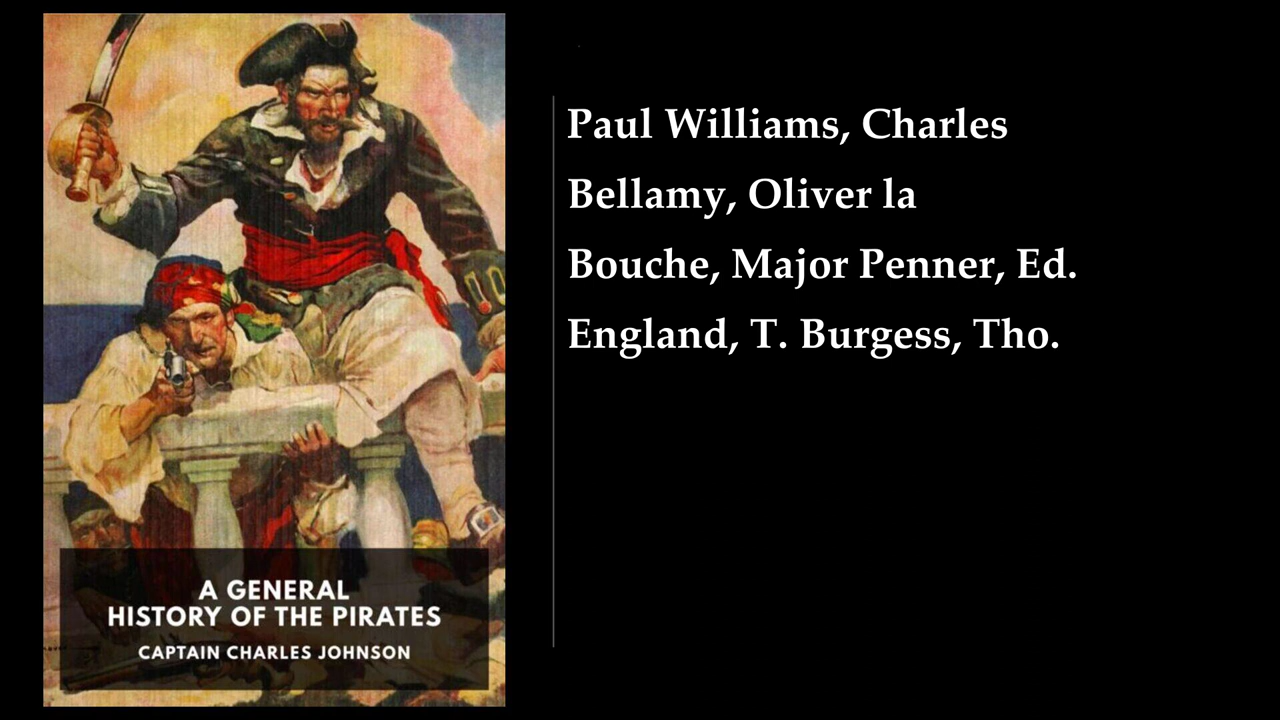 Paul Williams, Charles
Bellamy, Oliver la
Bouche, Major Penner, Ed.
England, T. Burgess, Tho.
A GENERAL
HISTORY OF THE PIRATES
CAPTAIN CHARLES JOHNSON